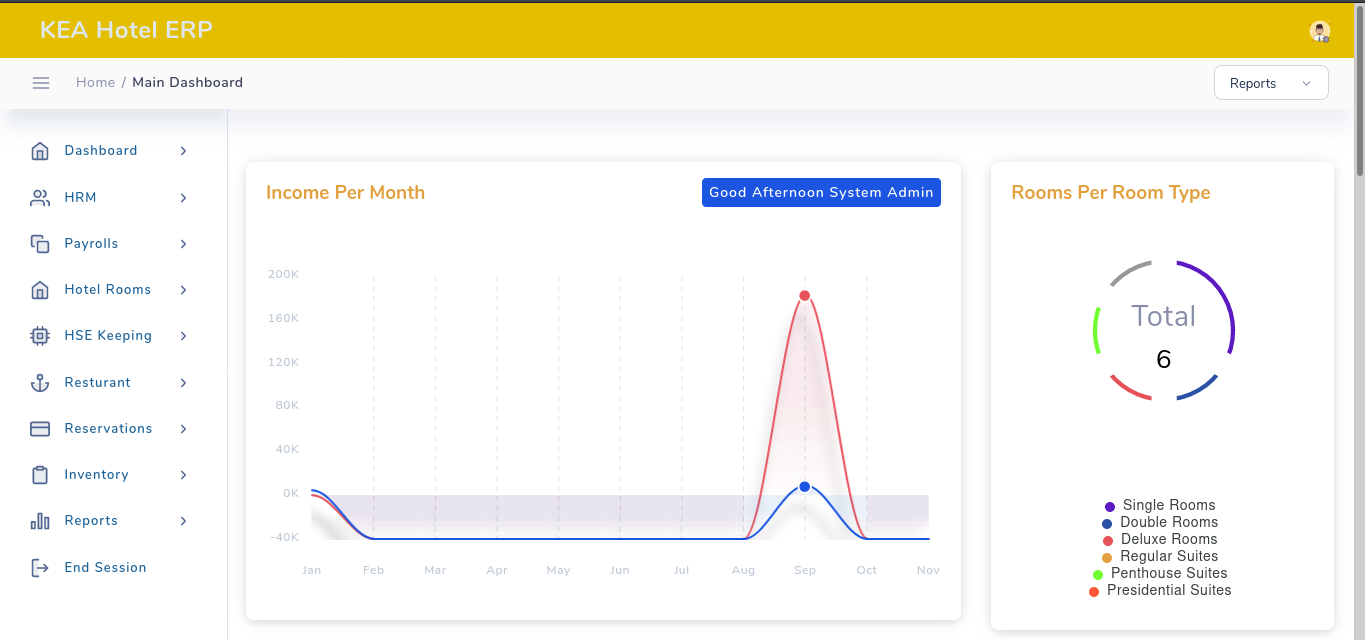 KEA Hotel ERP
Home / Main Dashboard
Reports
Dashboard
HRM
Payrolls
Hotel Rooms
HSE Keeping
Resturant
Reservations
Inventory
Reports
End Session
Income Per Month
Good Afternoon System Admin
200K
160K
120K
80K
40K
0K
-40K
Jan Feb Mar Apr May Jun Jul Aug Sep Oct Nov
Rooms Per Room Type
Total
6
Single Rooms
Double Rooms
Deluxe Rooms
Regular Suites
Penthouse Suites
Presidential Suites